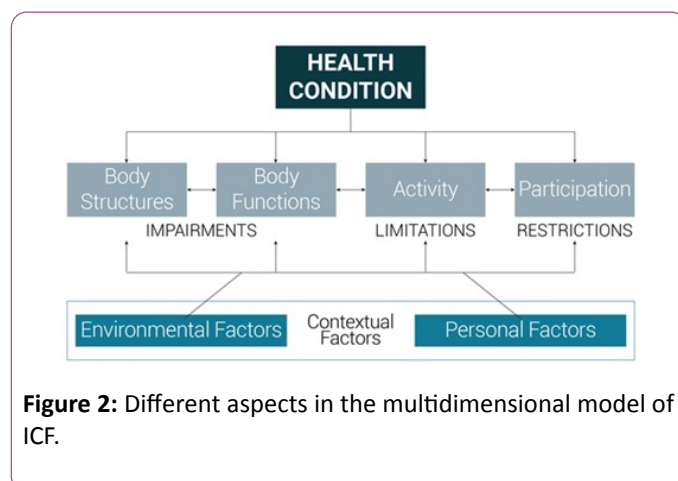 HEALTH
CONDITION
Body
Structures
Body
Functions
Activity
Participation
IMPAIRMENTS
LIMITATIONS
RESTRICTIONS
Environmental Factors
Contextual
Factors
Personal Factors
Figure 2: Different aspects in the multidimensional model of
ICF.